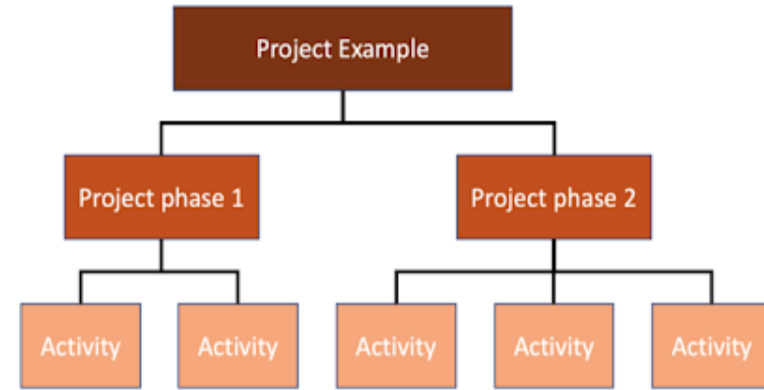 Project Example
Project phase 1
Project phase 2
Activity
Activity
Activity
Activity
Activity